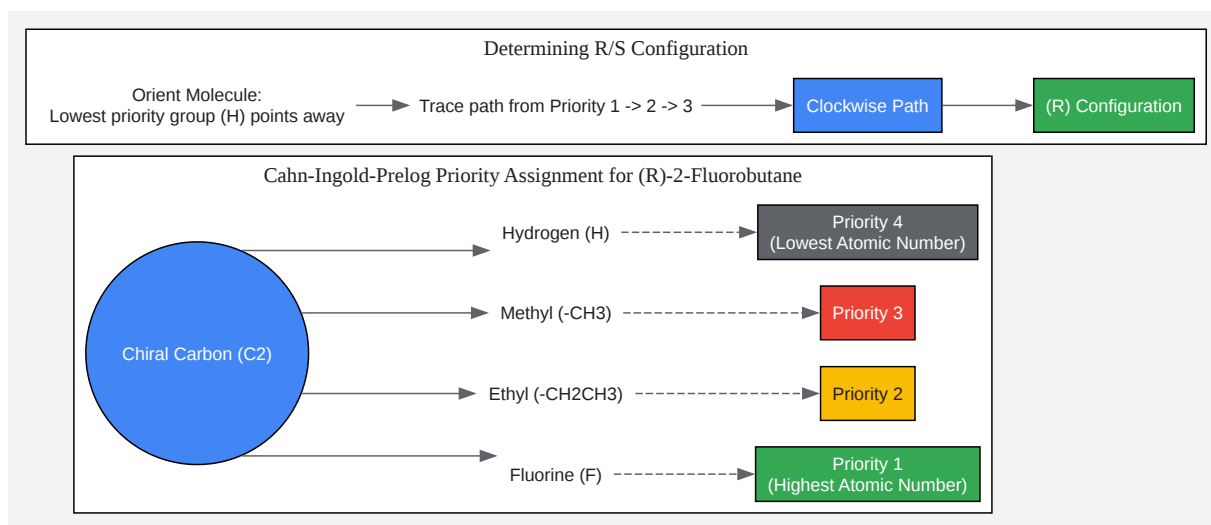 Determining R/S Configuration
Orient Molecule:
Lowest priority group (H) points away
Trace path from Priority 1 -> 2 -> 3
Clockwise Path
(R) Configuration
Cahn-Ingold-Prelog Priority Assignment for (R)-2-Fluorobutane
Chiral Carbon (C2)
Hydrogen (H)
Priority 4
(Lowest Atomic Number)
Methyl (-CH3)
Priority 3
Ethyl (-CH2CH3)
Priority 2
Fluorine (F)
Priority 1
(Highest Atomic Number)